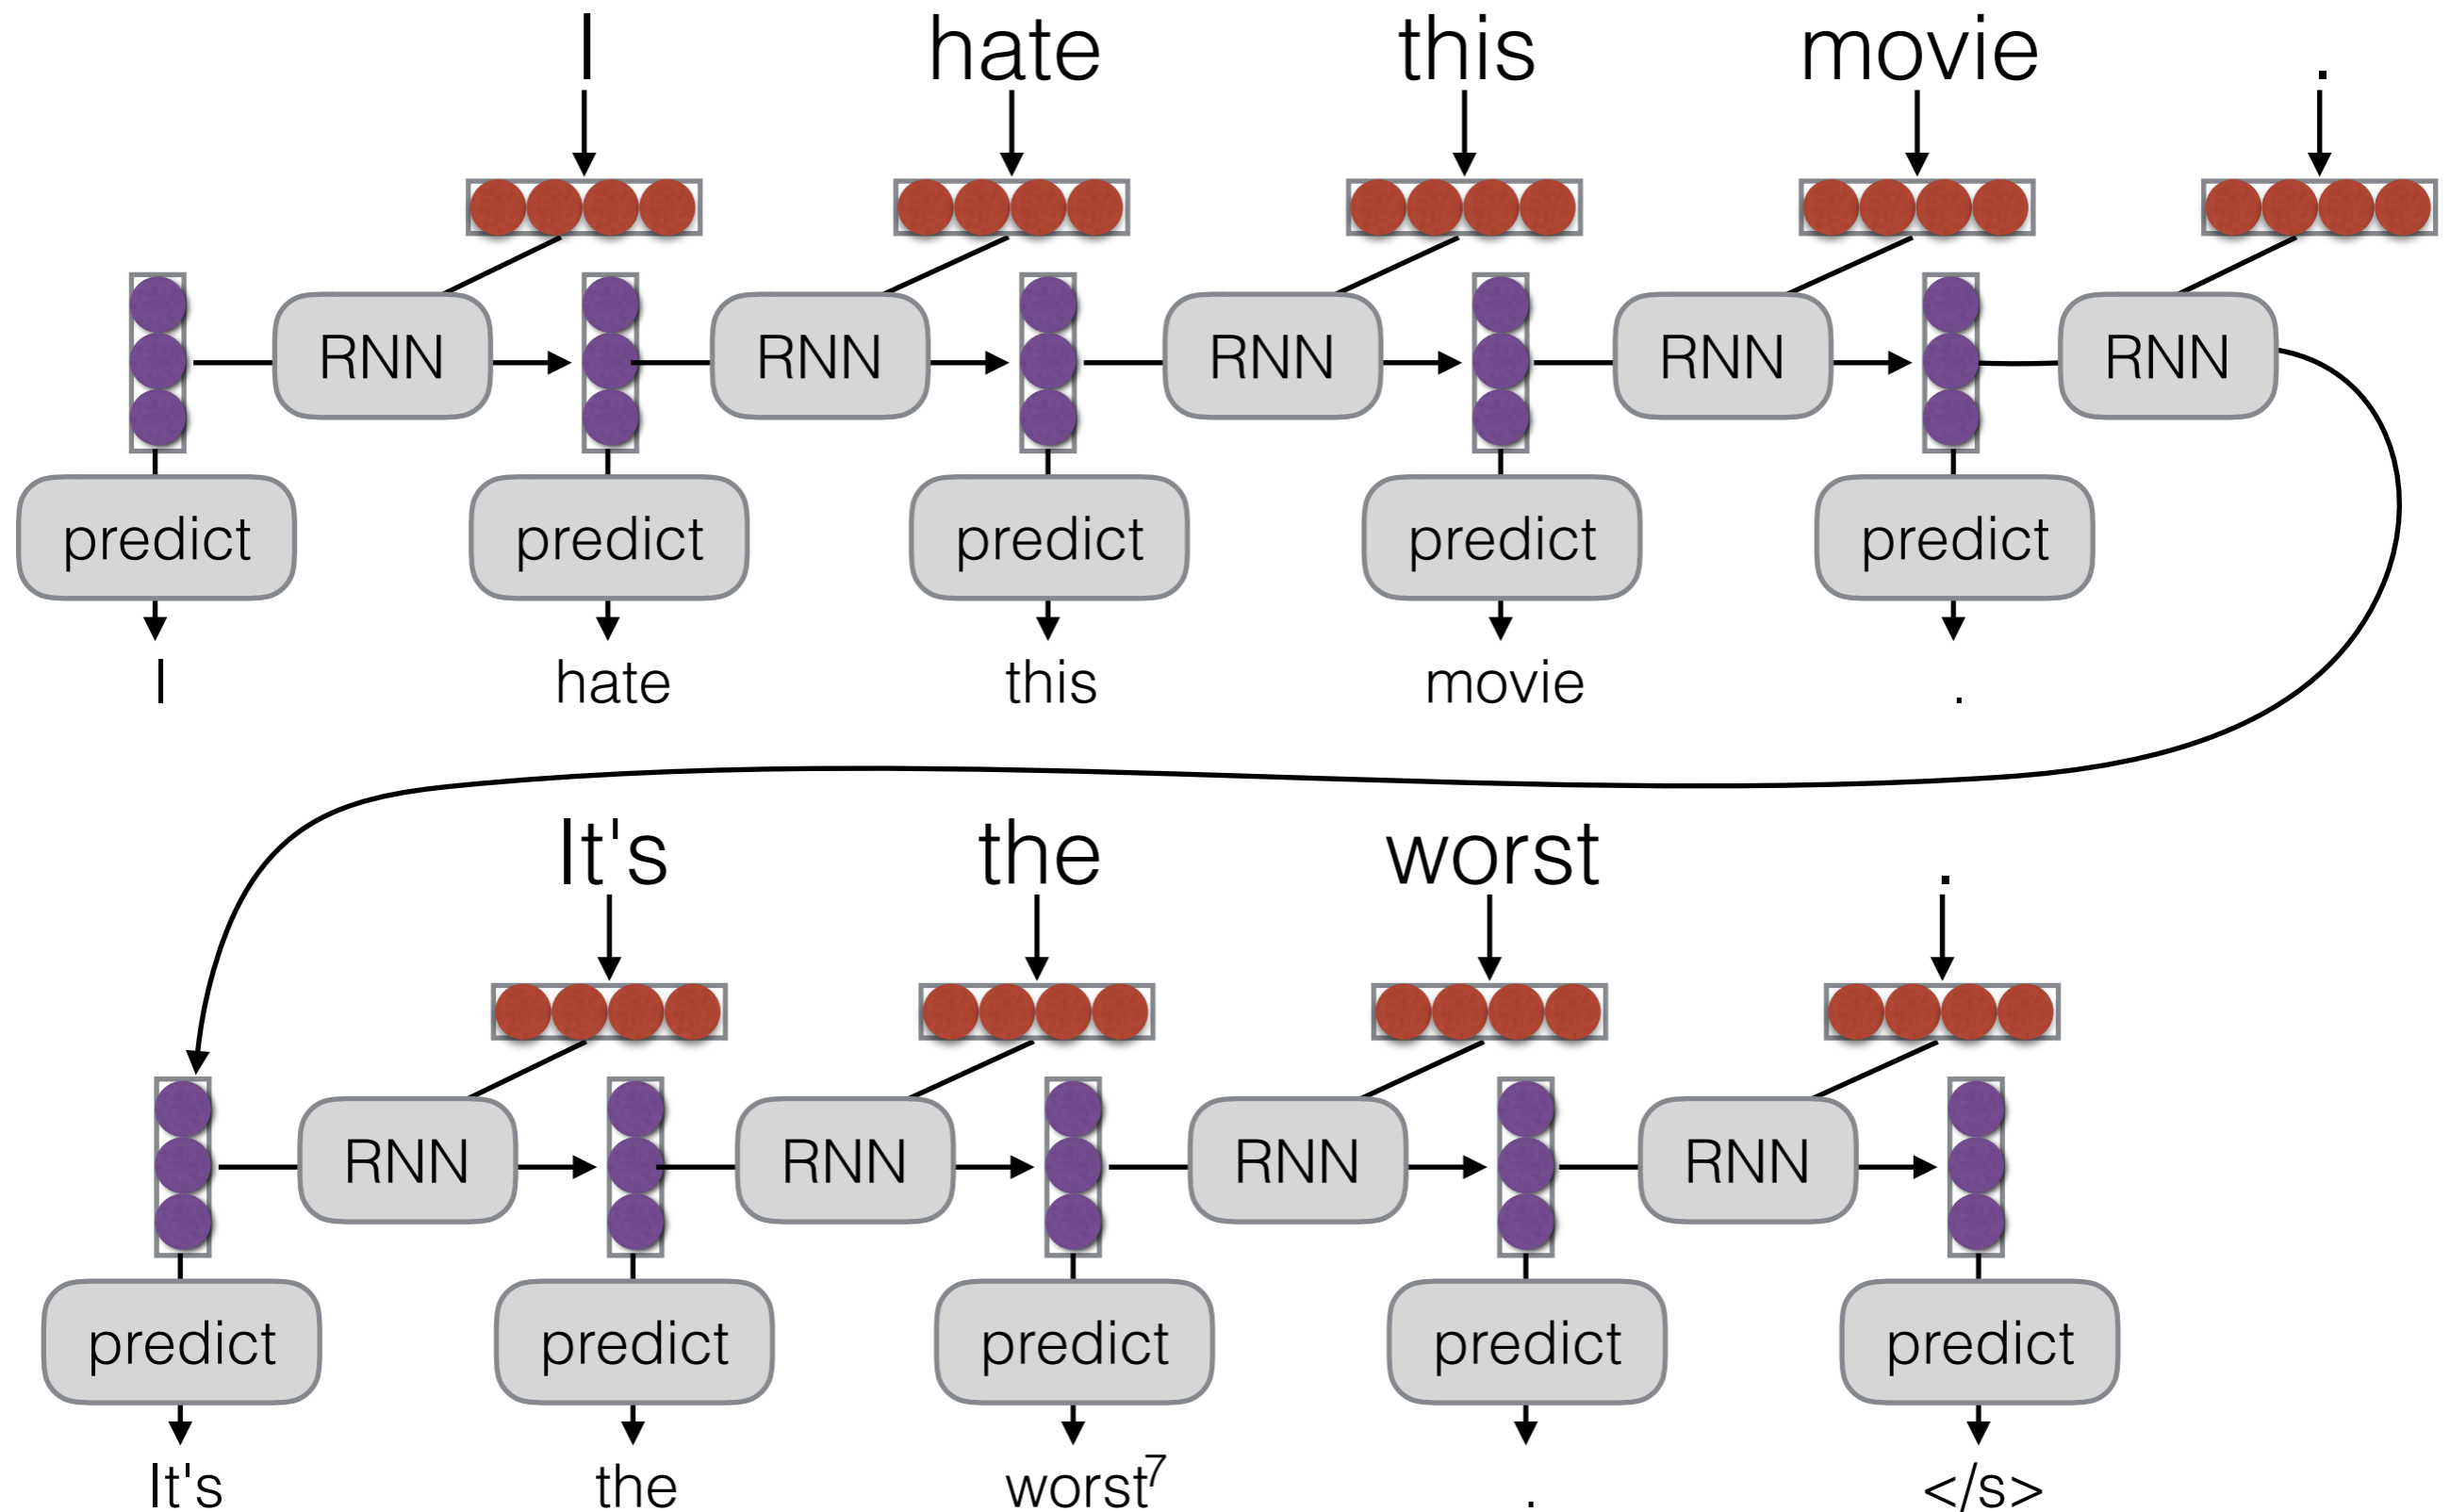 I hate this movie .
RNN RNN RNN RNN RNN
predict predict predict predict predict
I hate this movie .
It's the worst .
RNN RNN RNN RNN
predict predict predict predict predict
It's the worst7 . </s>